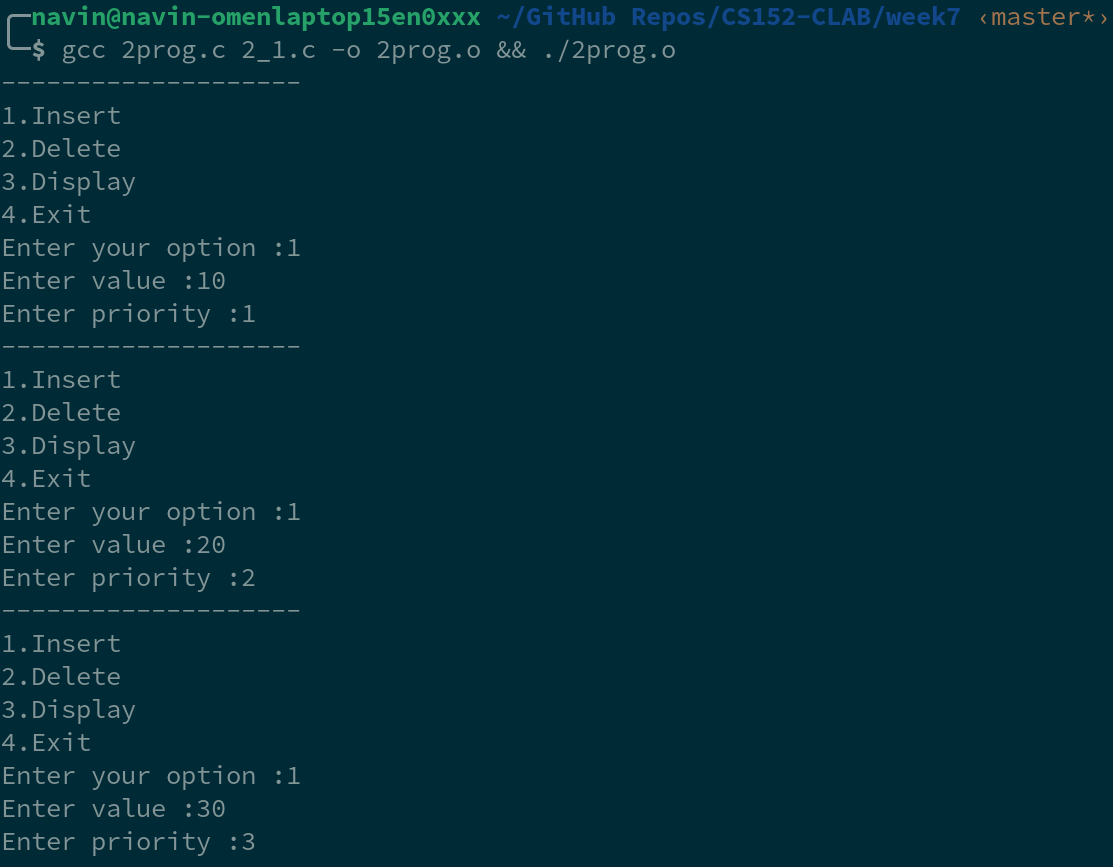 navin@navin-omenlaptop15en0xxx ~/GitHub Repos/CS152-CLAB/week7 ‹master*›
$ gcc 2prog.c 2_1.c -o 2prog.o && ./2prog.o
--------------------
1.Insert
2.Delete
3.Display
4.Exit
Enter your option :1
Enter value :10
Enter priority :1
--------------------
1.Insert
2.Delete
3.Display
4.Exit
Enter your option :1
Enter value :20
Enter priority :2
--------------------
1.Insert
2.Delete
3.Display
4.Exit
Enter your option :1
Enter value :30
Enter priority :3